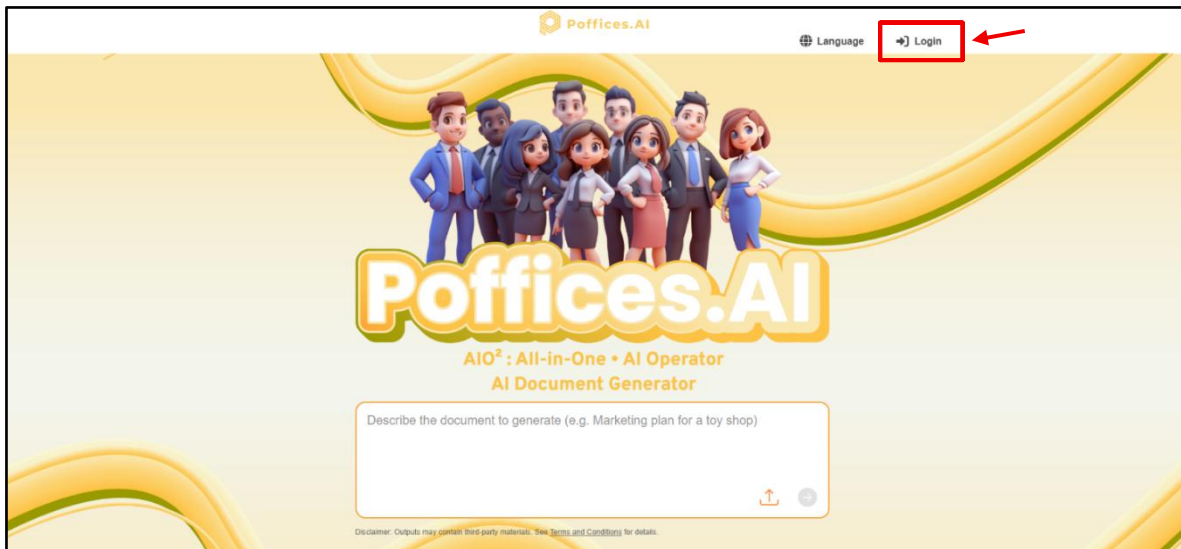 Poffices.AI
Language Login
Poffices.AI
AIO² : All-in-One • AI Operator
AI Document Generator
Describe the document to generate (e.g. Marketing plan for a toy shop)
Disclaimer: Outputs may contain third-party materials. See Terms and Conditions for details.